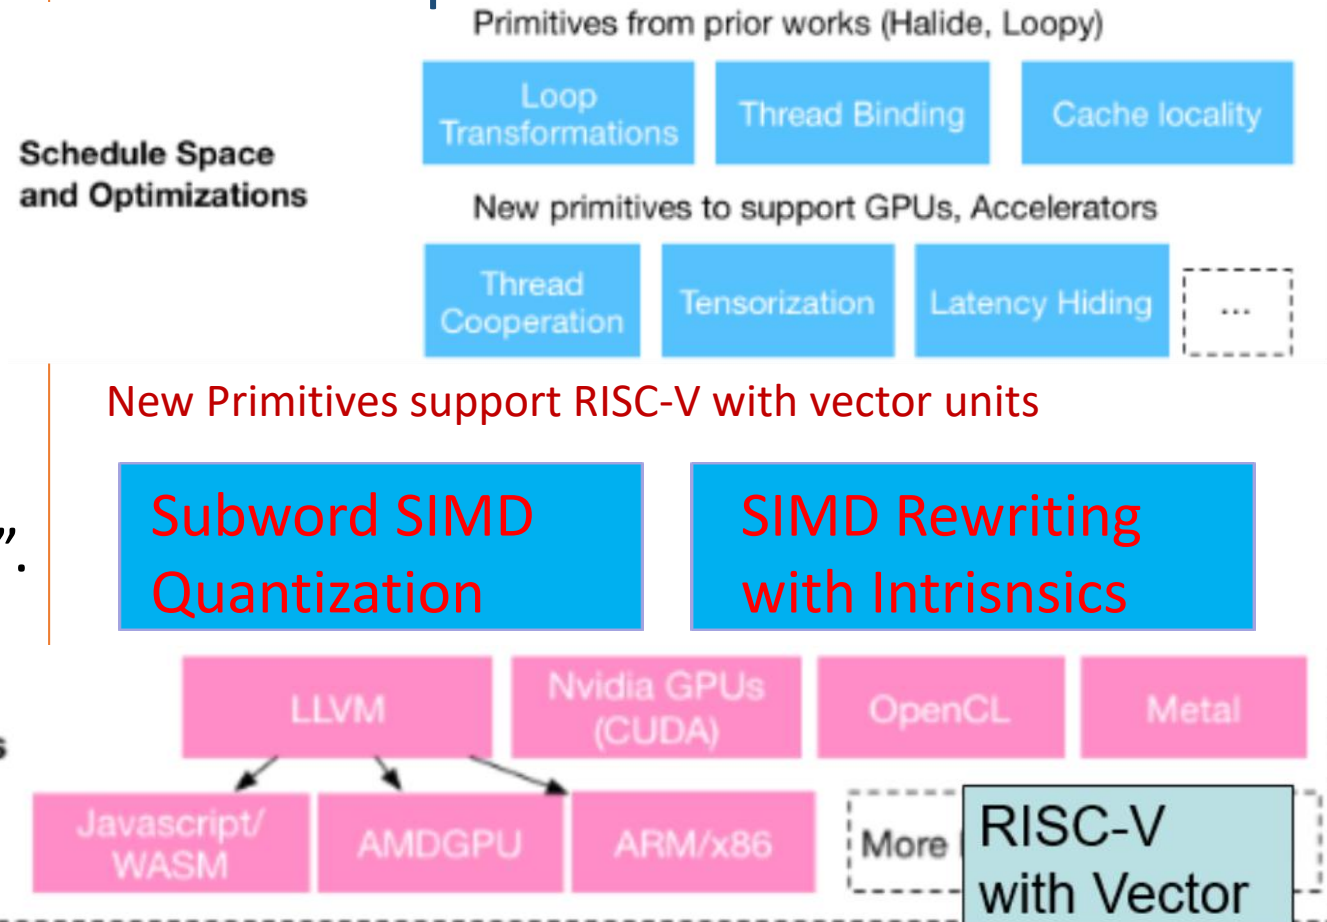 Primitives from prior works (Halide, Loopy)
Loop
Transformations
Thread Binding
Cache locality
Schedule Space
and Optimizations
New primitives to support GPUs, Accelerators
Thread
Cooperation
Tensorization
Latency Hiding
...
New Primitives support RISC-V with vector units
”.
Subword SIMD
Quantization
SIMD Rewriting
with Intrisnsics
LLVM
Nvidia GPUs
(CUDA)
OpenCL
Metal
s
Javascript/
WASM
AMDGPU
ARM/x86
More
RISC-V
with Vector